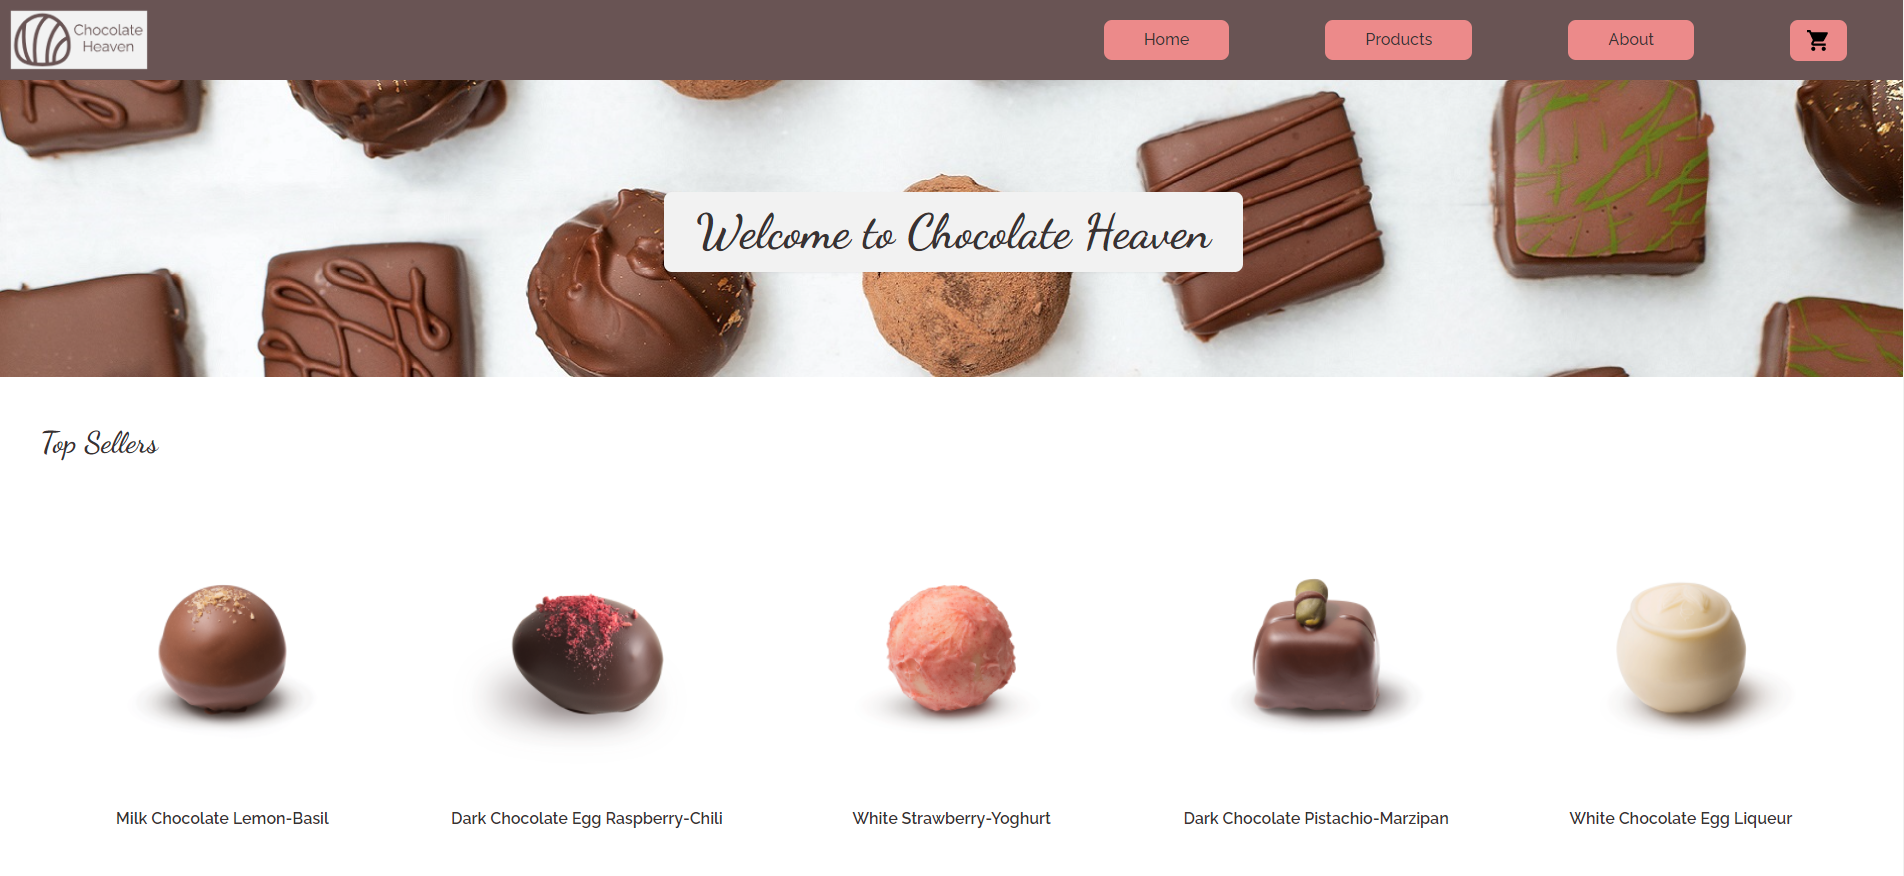 Chocolate
Heaven
Home
Products
About
Welcome to Chocolate Heaven
Top Sellers
Milk Chocolate Lemon-Basil
Dark Chocolate Egg Raspberry-Chili
White Strawberry-Yoghurt
Dark Chocolate Pistachio-Marzipan
White Chocolate Egg Liqueur